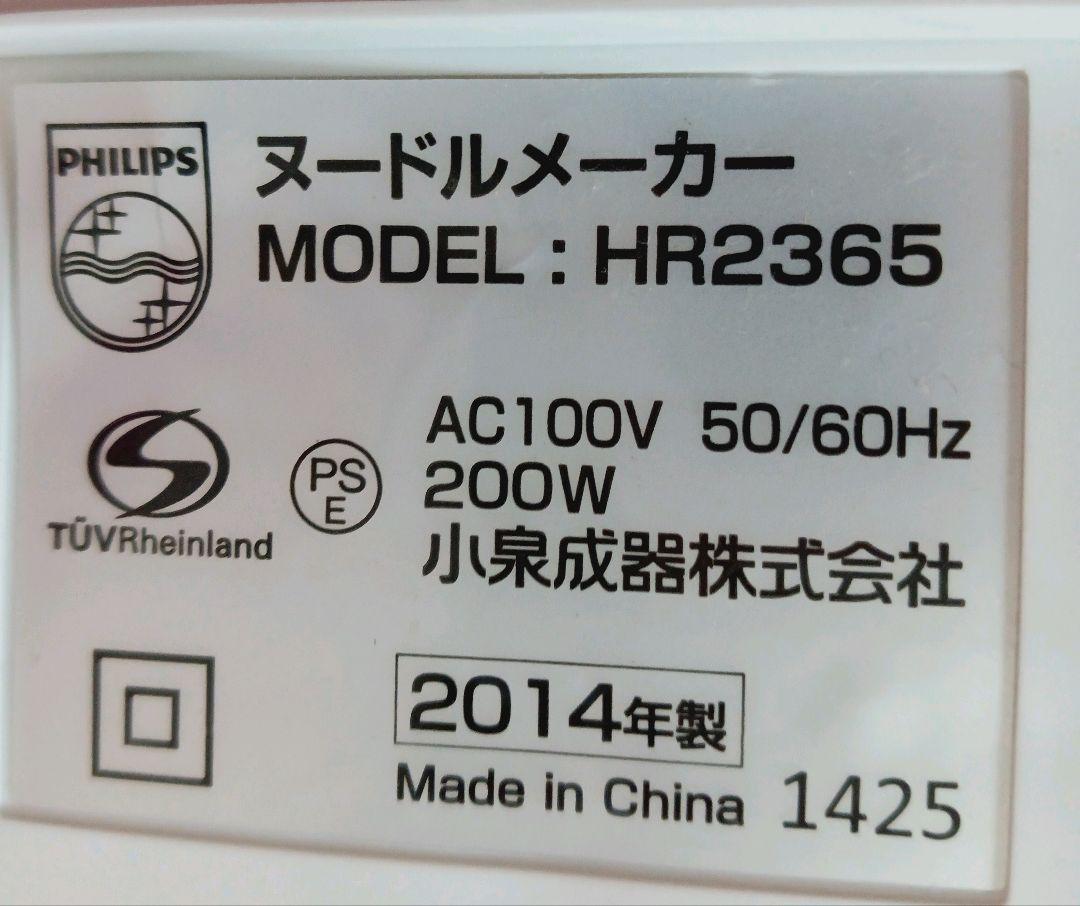 PHILIPS
ヌードルメーカー
MODEL : HR2365
TÜVRheinland
PS
E
AC100V 50/60Hz
200W
小泉成器株式会社
2014年製
Made in China 1425